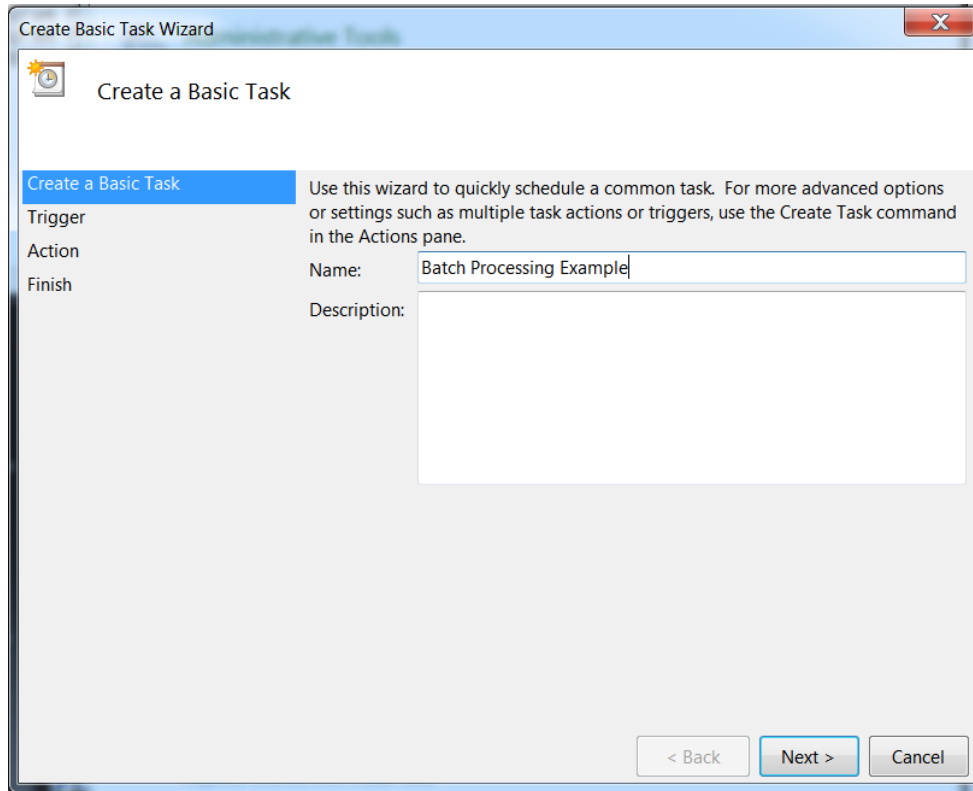 Create Basic Task Wizard
Administrative Tools
Create a Basic Task
Create a Basic Task
Trigger
Action
Finish
Use this wizard to quickly schedule a common task. For more advanced options
or settings such as multiple task actions or triggers, use the Create Task command
in the Actions pane.
Name:
Batch Processing Example
Description:
< Back
Next >
Cancel